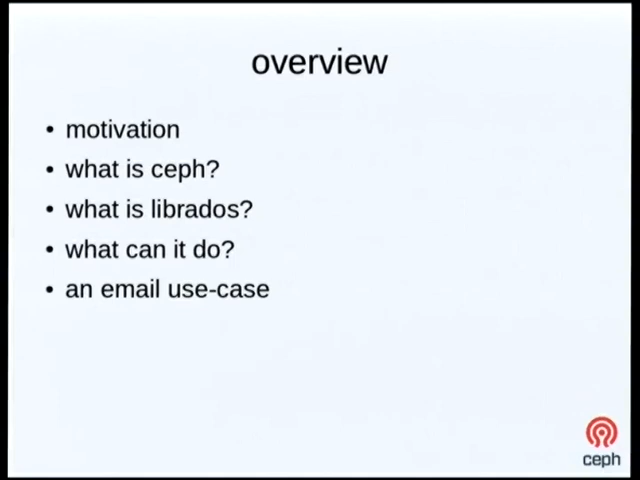 overview
• motivation
• what is ceph?
• what is librados?
• what can it do?
• an email use-case
ceph